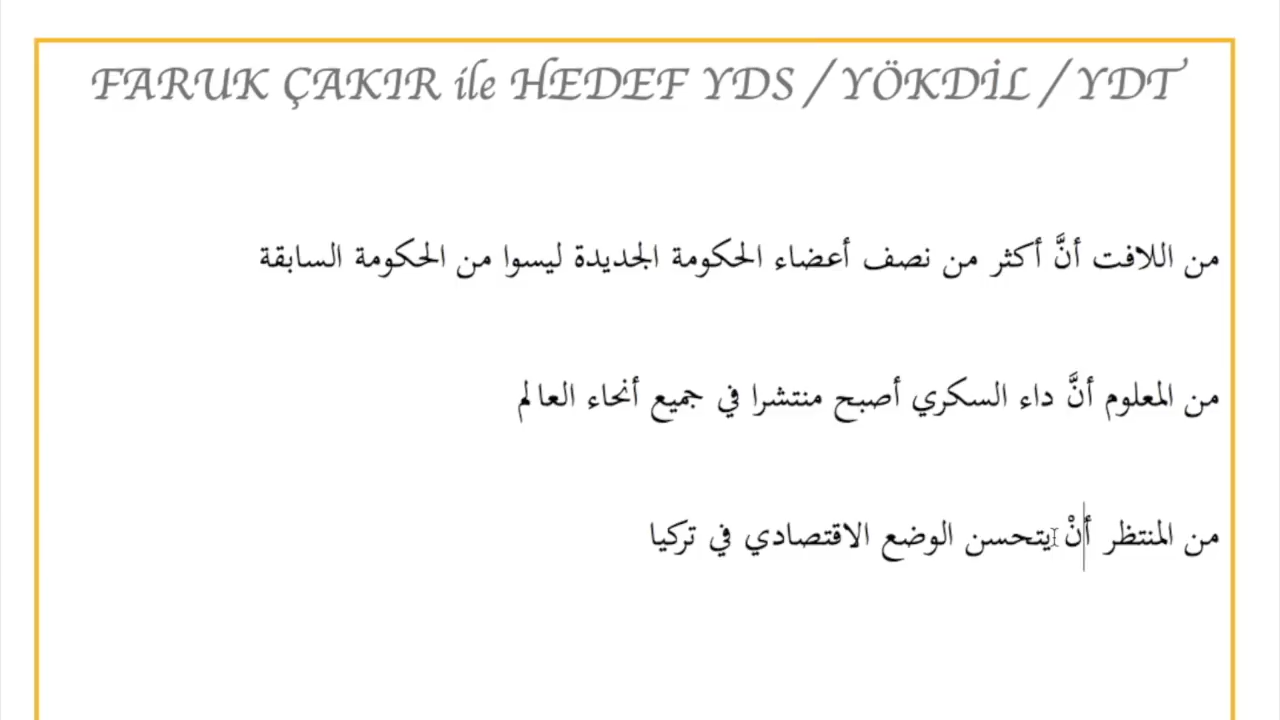 FARUK ÇAKIR ile HEDEF YDS / YÖKDİL / YDT
من اللافت أنَّ أكثر من نصف أعضاء الحكومة الجديدة ليسوا من الحكومة السابقة
من المعلوم أنَّ داء السكري أصبح منتشرا في جميع أنحاء العالم
من المنتظر أنْ يتحسن الوضع الاقتصادي في تركيا